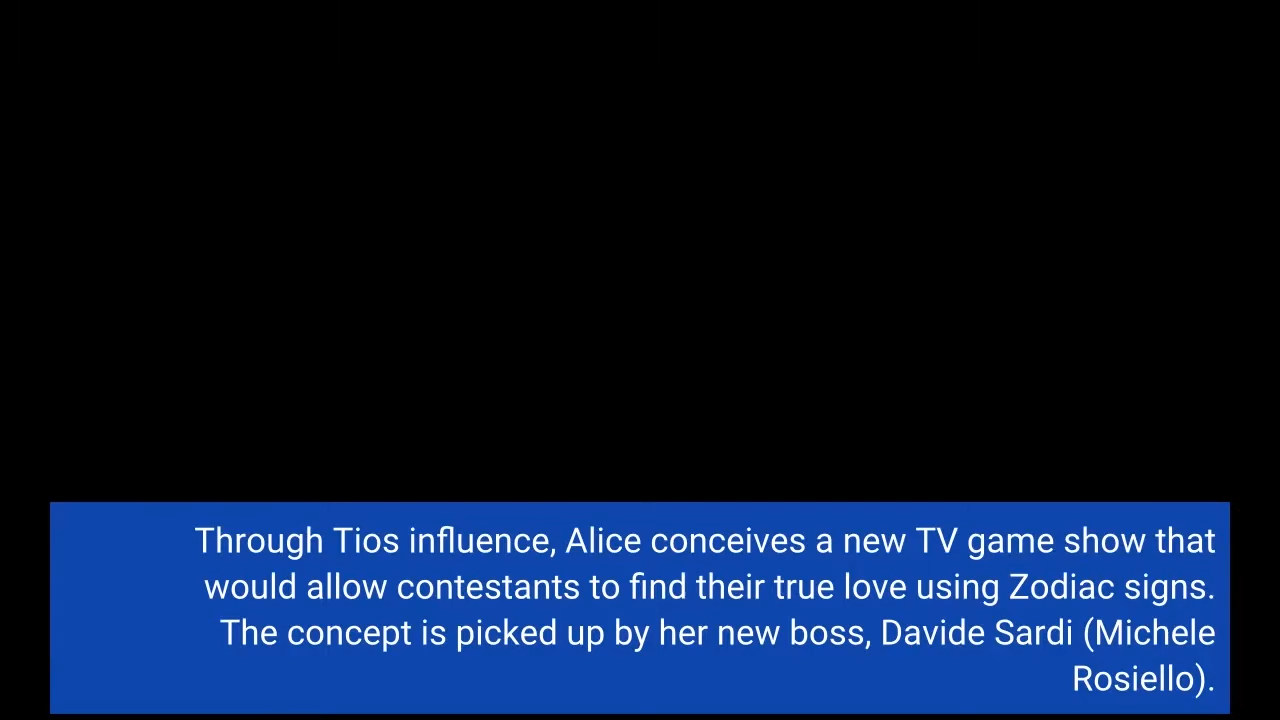 Through Tios influence, Alice conceives a new TV game show that
would allow contestants to find their true love using Zodiac signs.
The concept is picked up by her new boss, Davide Sardi (Michele
Rosiello).